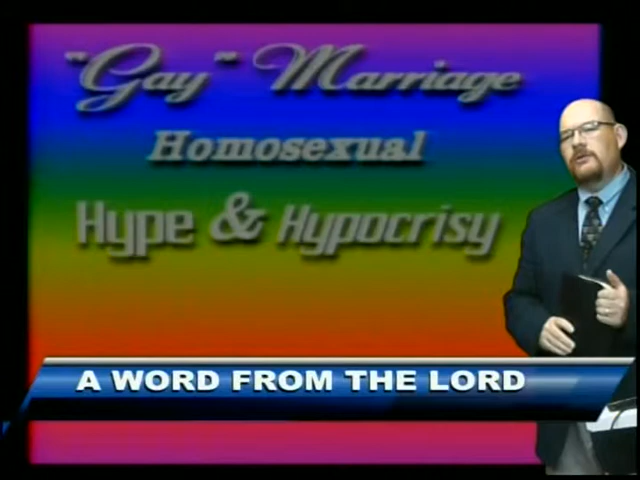 "Gay" Marriage
Homosexual
Hype & Hypocrisy
A WORD FROM THE LORD